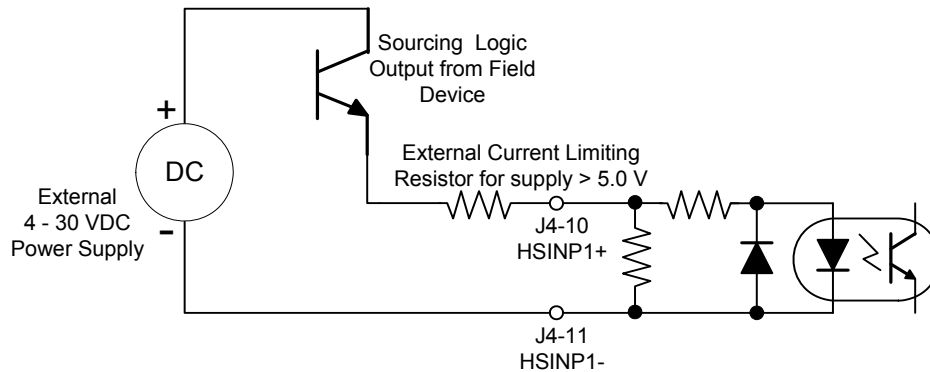 Sourcing Logic
Output from Field
Device
+
DC
-
External
4 - 30 VDC
Power Supply
External Current Limiting
Resistor for supply > 5.0 V
J4-10
HSINP1+
J4-11
HSINP1-